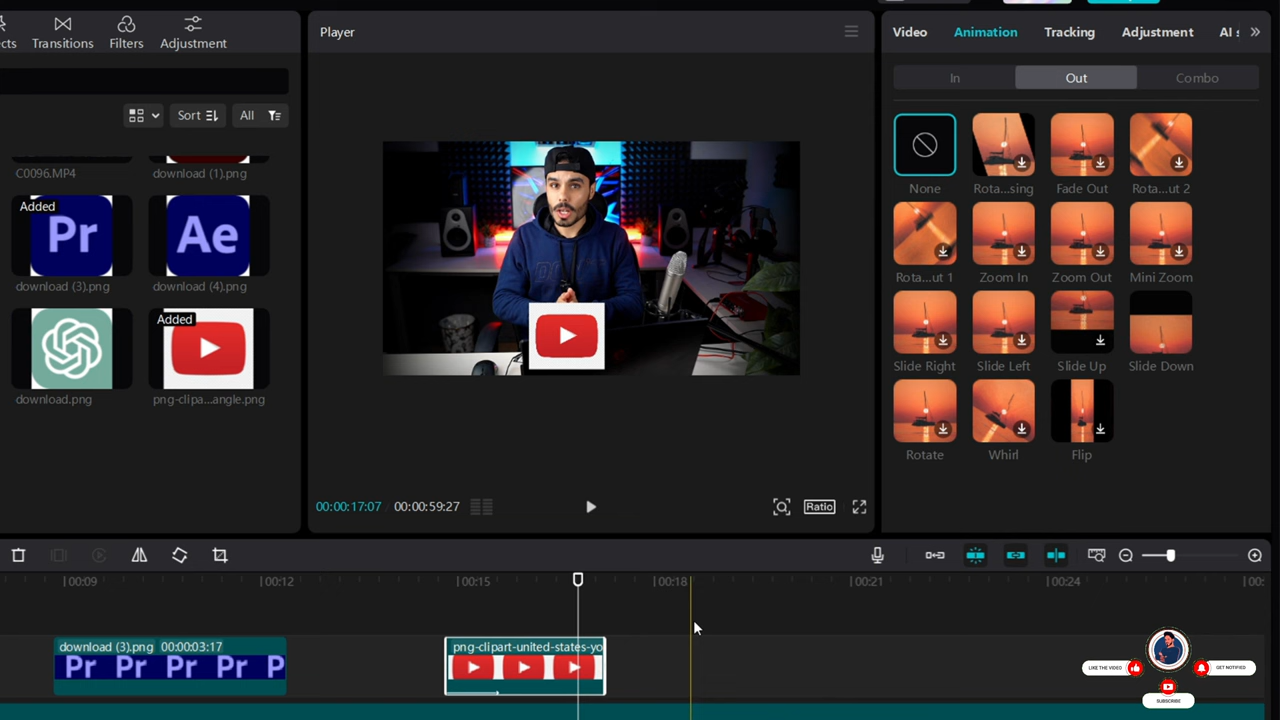 cts
Transitions
Filters
Adjustment
Sort
All
C0096.MP4
download (1).png
Added
Pr
Ae
download (3).png
download (4).png
Added
download.png
png-clipa...angle.png
Player
00:00:17:07
00:00:59:27
Ratio
Video
Animation
Tracking
Adjustment
AI
In
Out
Combo
None
Rota...sing
Fade Out
Rota...ut 2
Rota...ut 1
Zoom In
Zoom Out
Mini Zoom
Slide Right
Slide Left
Slide Up
Slide Down
Rotate
Whirl
Flip
00:09
00:12
00:15
00:18
00:21
00:24
00:
download (3).png 00:00:03:17
Pr Pr Pr Pr P
png-clipart-united-states-yo
LIKE THE VIDEO
GET NOTIFIED
SUBSCRIBE